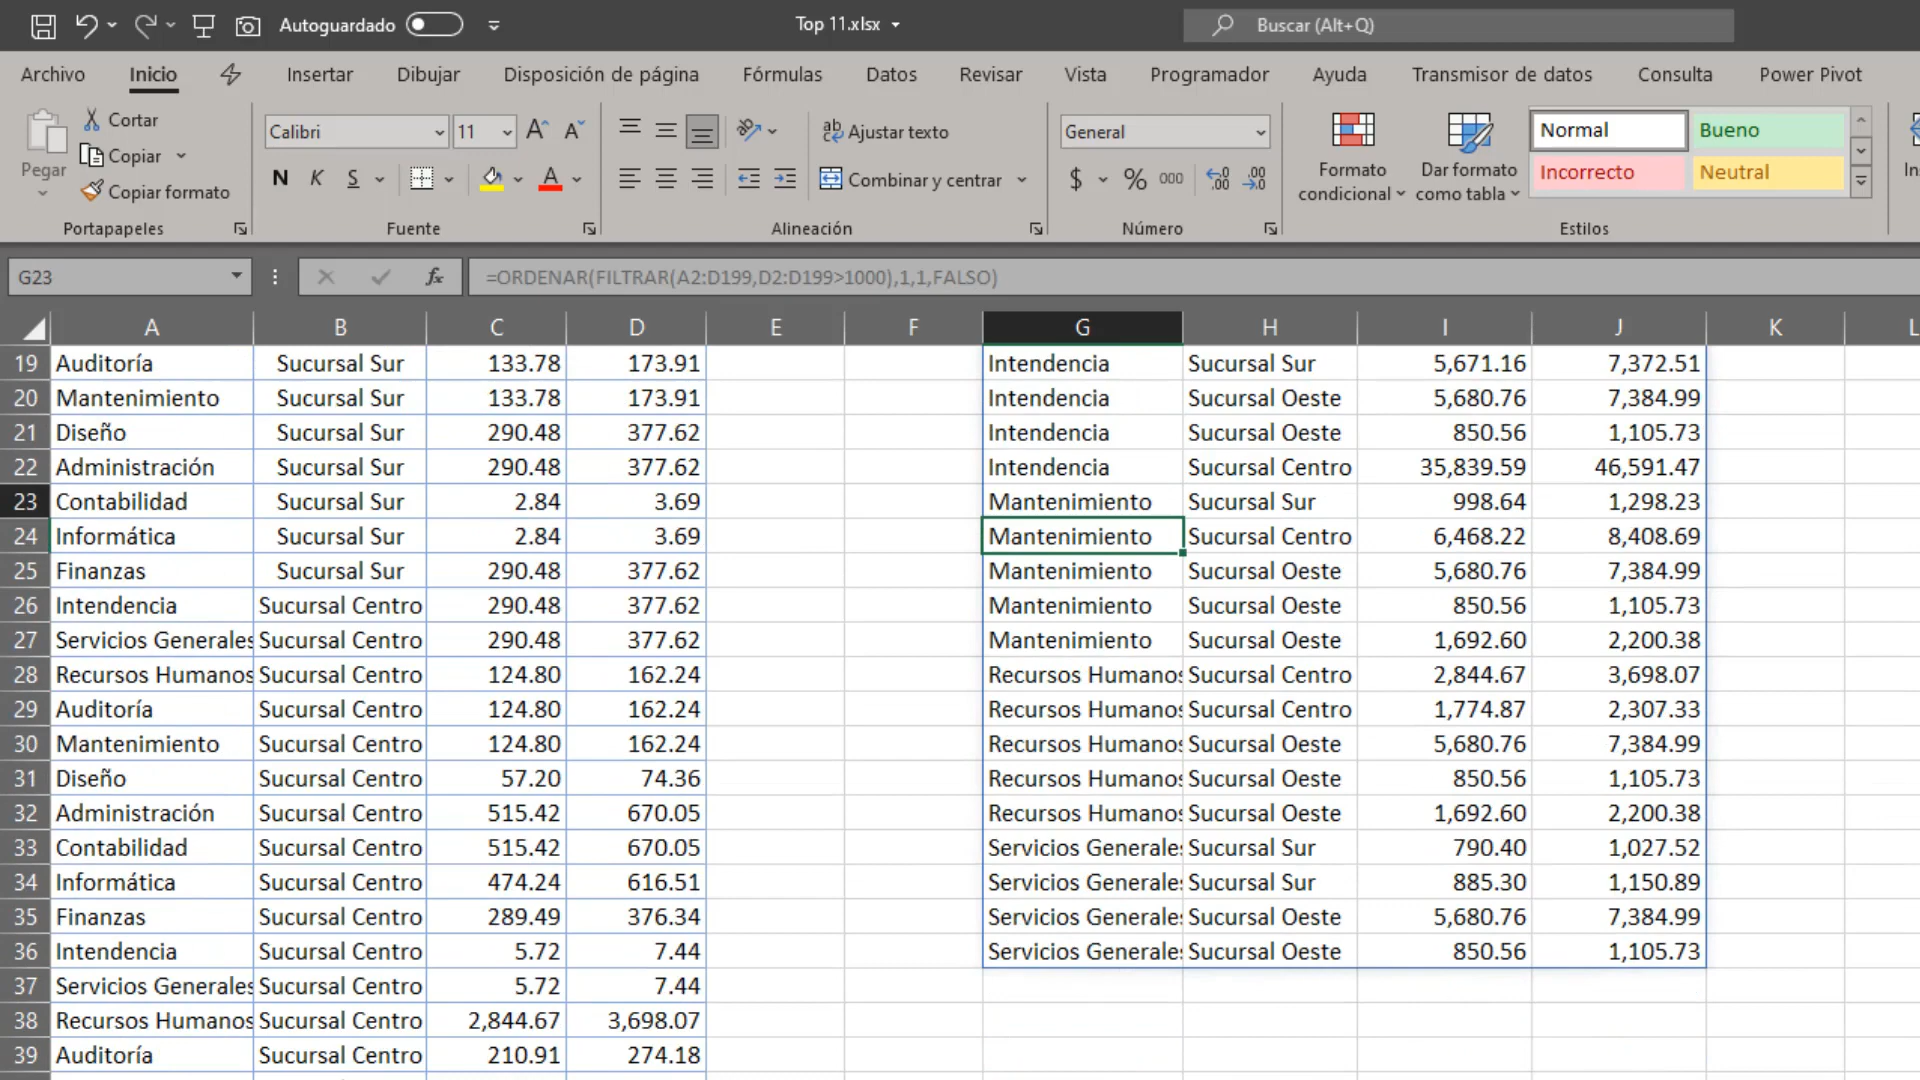 Autoguardado
Top 11.xlsx
Buscar (Alt+Q)
Archivo Inicio Insertar Dibujar Disposición de página Fórmulas Datos Revisar Vista Programador Ayuda Transmisor de datos Consulta Power Pivot
Pegar
Cortar
Copiar
Copiar formato
Portapapeles
Calibri 11
N K S
Fuente
Ajustar texto
Combinar y centrar
Alineación
General
$ % 000
Número
Formato condicional
Dar formato como tabla
Normal Bueno
Incorrecto Neutral
Estilos
G23 fx =ORDENAR(FILTRAR(A2:D199,D2:D199>1000),1,1,FALSO)
A B C D E F G H I J K L
19 Auditoría Sucursal Sur 133.78 173.91 Intendencia Sucursal Sur 5,671.16 7,372.51
20 Mantenimiento Sucursal Sur 133.78 173.91 Intendencia Sucursal Oeste 5,680.76 7,384.99
21 Diseño Sucursal Sur 290.48 377.62 Intendencia Sucursal Oeste 850.56 1,105.73
22 Administración Sucursal Sur 290.48 377.62 Intendencia Sucursal Centro 35,839.59 46,591.47
23 Contabilidad Sucursal Sur 2.84 3.69 Mantenimiento Sucursal Sur 998.64 1,298.23
24 Informática Sucursal Sur 2.84 3.69 Mantenimiento Sucursal Centro 6,468.22 8,408.69
25 Finanzas Sucursal Sur 290.48 377.62 Mantenimiento Sucursal Oeste 5,680.76 7,384.99
26 Intendencia Sucursal Centro 290.48 377.62 Mantenimiento Sucursal Oeste 850.56 1,105.73
27 Servicios Generales Sucursal Centro 290.48 377.62 Mantenimiento Sucursal Oeste 1,692.60 2,200.38
28 Recursos Humanos Sucursal Centro 124.80 162.24 Recursos Humanos Sucursal Centro 2,844.67 3,698.07
29 Auditoría Sucursal Centro 124.80 162.24 Recursos Humanos Sucursal Centro 1,774.87 2,307.33
30 Mantenimiento Sucursal Centro 124.80 162.24 Recursos Humanos Sucursal Oeste 5,680.76 7,384.99
31 Diseño Sucursal Centro 57.20 74.36 Recursos Humanos Sucursal Oeste 850.56 1,105.73
32 Administración Sucursal Centro 515.42 670.05 Recursos Humanos Sucursal Oeste 1,692.60 2,200.38
33 Contabilidad Sucursal Centro 515.42 670.05 Servicios Generales Sucursal Sur 790.40 1,027.52
34 Informática Sucursal Centro 474.24 616.51 Servicios Generales Sucursal Sur 885.30 1,150.89
35 Finanzas Sucursal Centro 289.49 376.34 Servicios Generales Sucursal Oeste 5,680.76 7,384.99
36 Intendencia Sucursal Centro 5.72 7.44 Servicios Generales Sucursal Oeste 850.56 1,105.73
37 Servicios Generales Sucursal Centro 5.72 7.44
38 Recursos Humanos Sucursal Centro 2,844.67 3,698.07
39 Auditoría Sucursal Centro 210.91 274.18